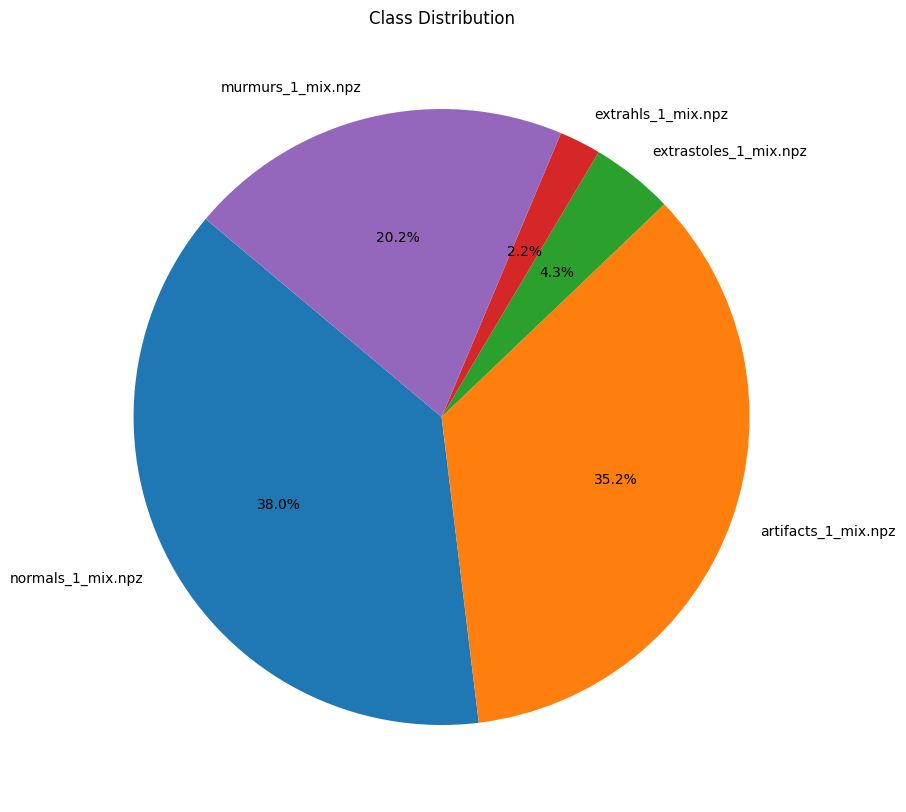 Class Distribution
murmurs_1_mix.npz
extrahls_1_mix.npz
extrastoles_1_mix.npz
20.2%
2.2%
4.3%
35.2%
38.0%
artifacts_1_mix.npz
normals_1_mix.npz